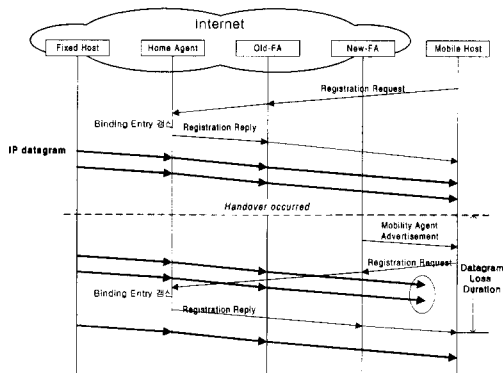 Internet
Fixed Host
Home Agent
Old-FA
New-FA
Mobile Host
Registration Request
Binding Entry 갱신
Registration Reply
IP datagram
Handover occurred
Mobility Agent
Advertisement
Registration Request
Datagram
Loss
Duration
Binding Entry 갱신
Registration Reply